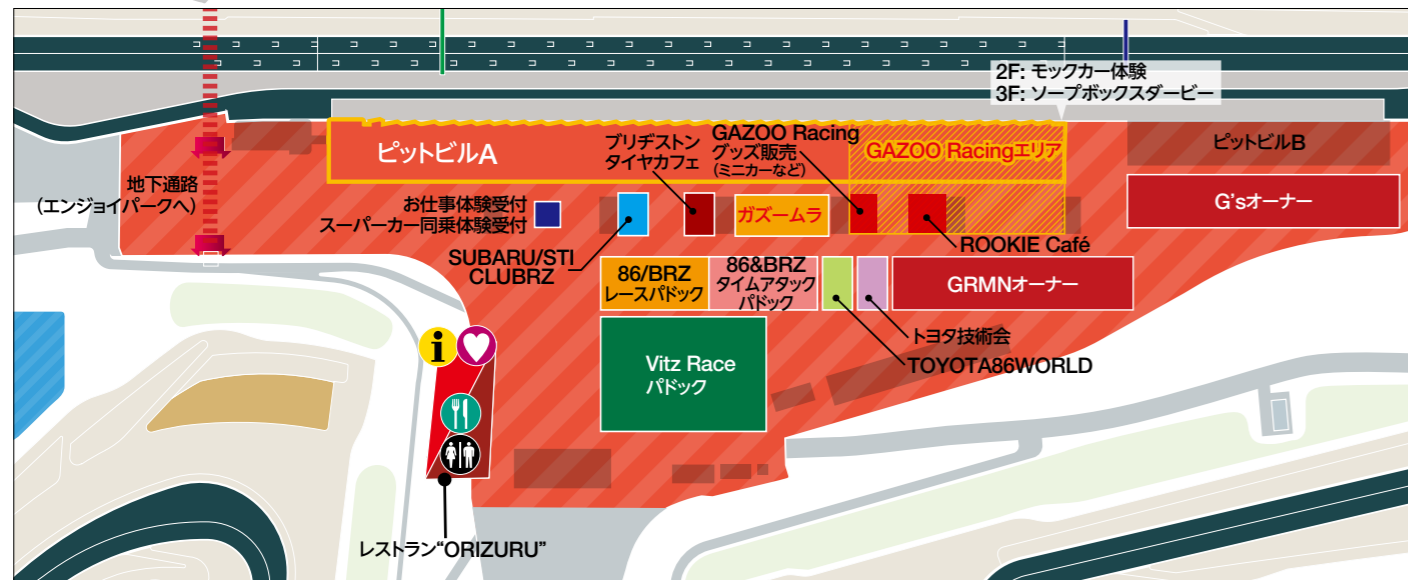 2F: モックカー体験
3F: ソープボックスダービー
ピットビルA
ブリヂストン
タイヤカフェ
GAZOO Racing
グッズ販売
(ミニカーなど)
GAZOO Racingエリア
ピットビルB
地下通路
(エンジョイパークへ)
お仕事体験受付
スーパーカー同乗体験受付
ガズームラ
G'sオーナー
SUBARU/STI
CLUBRZ
ROOKIE Café
86/BRZ
レースパドック
86&BRZ
タイムアタック
パドック
GRMNオーナー
トヨタ技術会
TOYOTA86WORLD
i
Vitz Race
パドック
レストラン“ORIZURU”